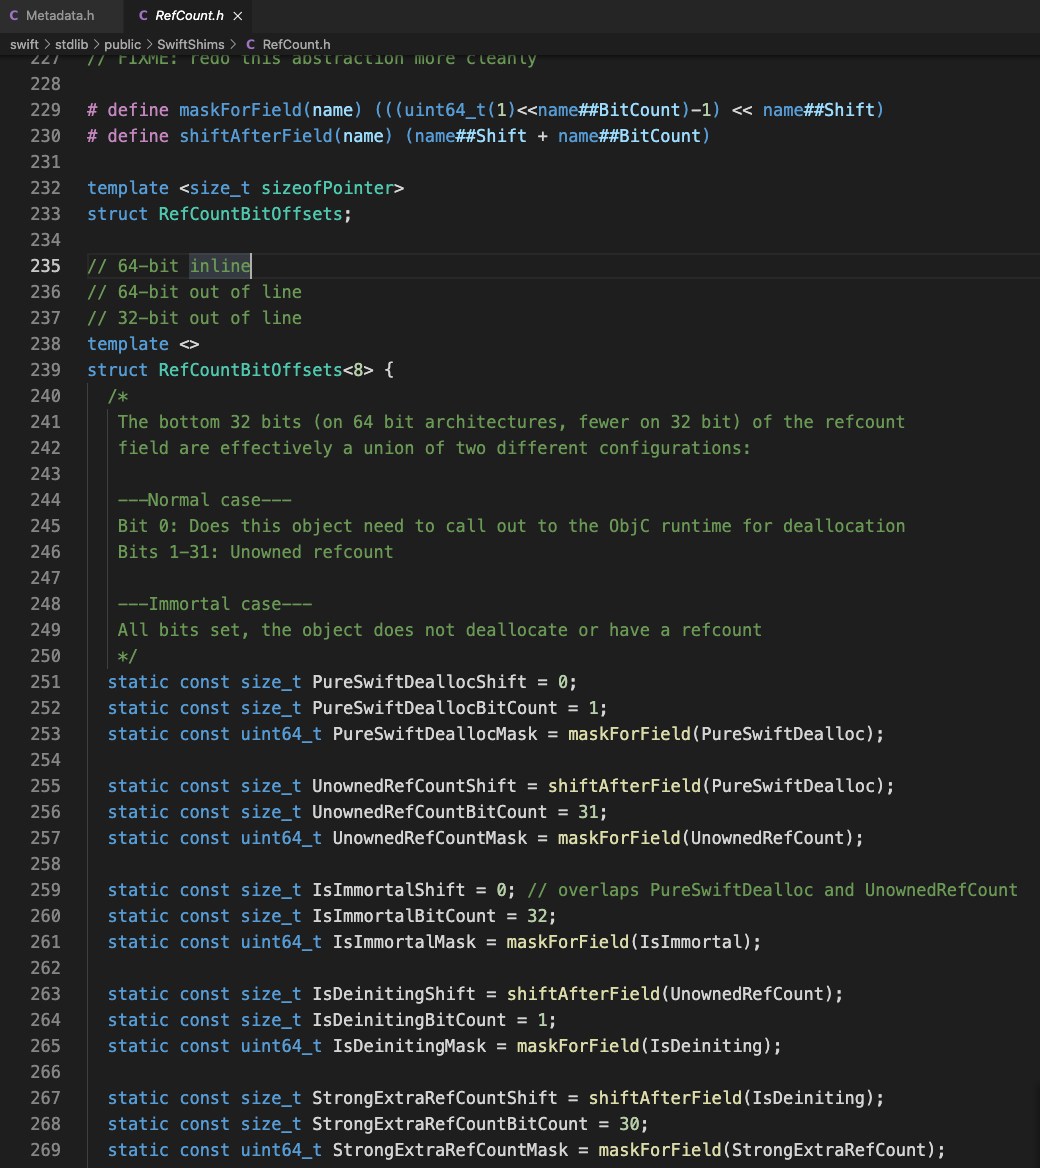 C Metadata.h C RefCount.h ×
swift > stdlib > public > SwiftShims > C RefCount.h
227 // FIXME: redo this abstraction more cleanly
228
229 # define maskForField(name) (((uint64_t(1)<<name##BitCount)-1) << name##Shift)
230 # define shiftAfterField(name) (name##Shift + name##BitCount)
231
232 template <size_t sizeofPointer>
233 struct RefCountBitOffsets;
234
235 // 64-bit inline
236 // 64-bit out of line
237 // 32-bit out of line
238 template <>
239 struct RefCountBitOffsets<8> {
240 /*
241 The bottom 32 bits (on 64 bit architectures, fewer on 32 bit) of the refcount
242 field are effectively a union of two different configurations:
243
244 ---Normal case---
245 Bit 0: Does this object need to call out to the ObjC runtime for deallocation
246 Bits 1-31: Unowned refcount
247
248 ---Immortal case---
249 All bits set, the object does not deallocate or have a refcount
250 */
251 static const size_t PureSwiftDeallocShift = 0;
252 static const size_t PureSwiftDeallocBitCount = 1;
253 static const uint64_t PureSwiftDeallocMask = maskForField(PureSwiftDealloc);
254
255 static const size_t UnownedRefCountShift = shiftAfterField(PureSwiftDealloc);
256 static const size_t UnownedRefCountBitCount = 31;
257 static const uint64_t UnownedRefCountMask = maskForField(UnownedRefCount);
258
259 static const size_t IsImmortalShift = 0; // overlaps PureSwiftDealloc and UnownedRefCount
260 static const size_t IsImmortalBitCount = 32;
261 static const uint64_t IsImmortalMask = maskForField(IsImmortal);
262
263 static const size_t IsDeinitingShift = shiftAfterField(UnownedRefCount);
264 static const size_t IsDeinitingBitCount = 1;
265 static const uint64_t IsDeinitingMask = maskForField(IsDeiniting);
266
267 static const size_t StrongExtraRefCountShift = shiftAfterField(IsDeiniting);
268 static const size_t StrongExtraRefCountBitCount = 30;
269 static const uint64_t StrongExtraRefCountMask = maskForField(StrongExtraRefCount);